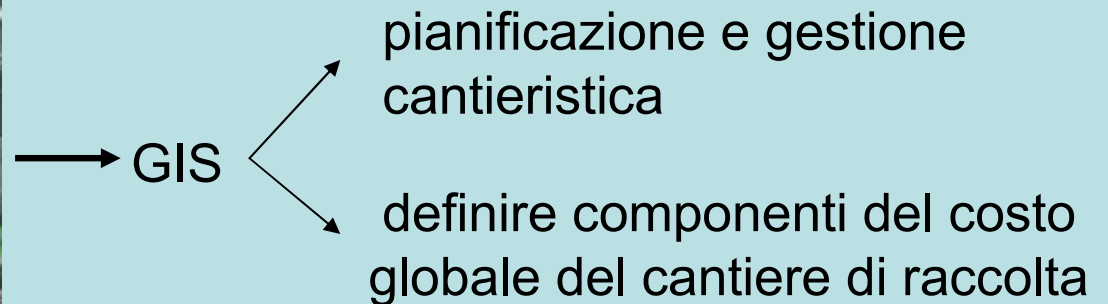 pianificazione e gestione
cantieristica
GIS
definire componenti del costo
globale del cantiere di raccolta